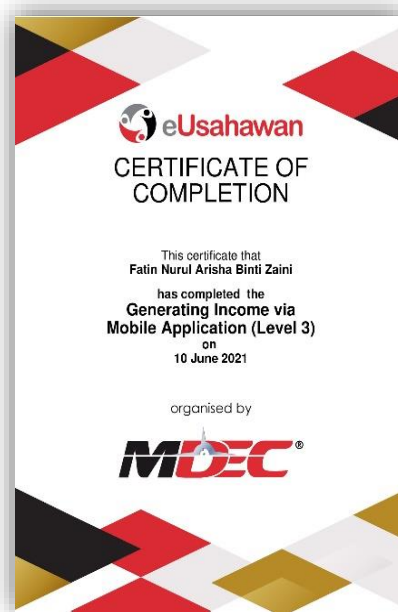 eUsahawan
CERTIFICATE OF
COMPLETION
This certificate that
Fatin Nurul Arisha Binti Zaini
has completed the
Generating Income via
Mobile Application (Level 3)
on
10 June 2021
organised by
MDEC®